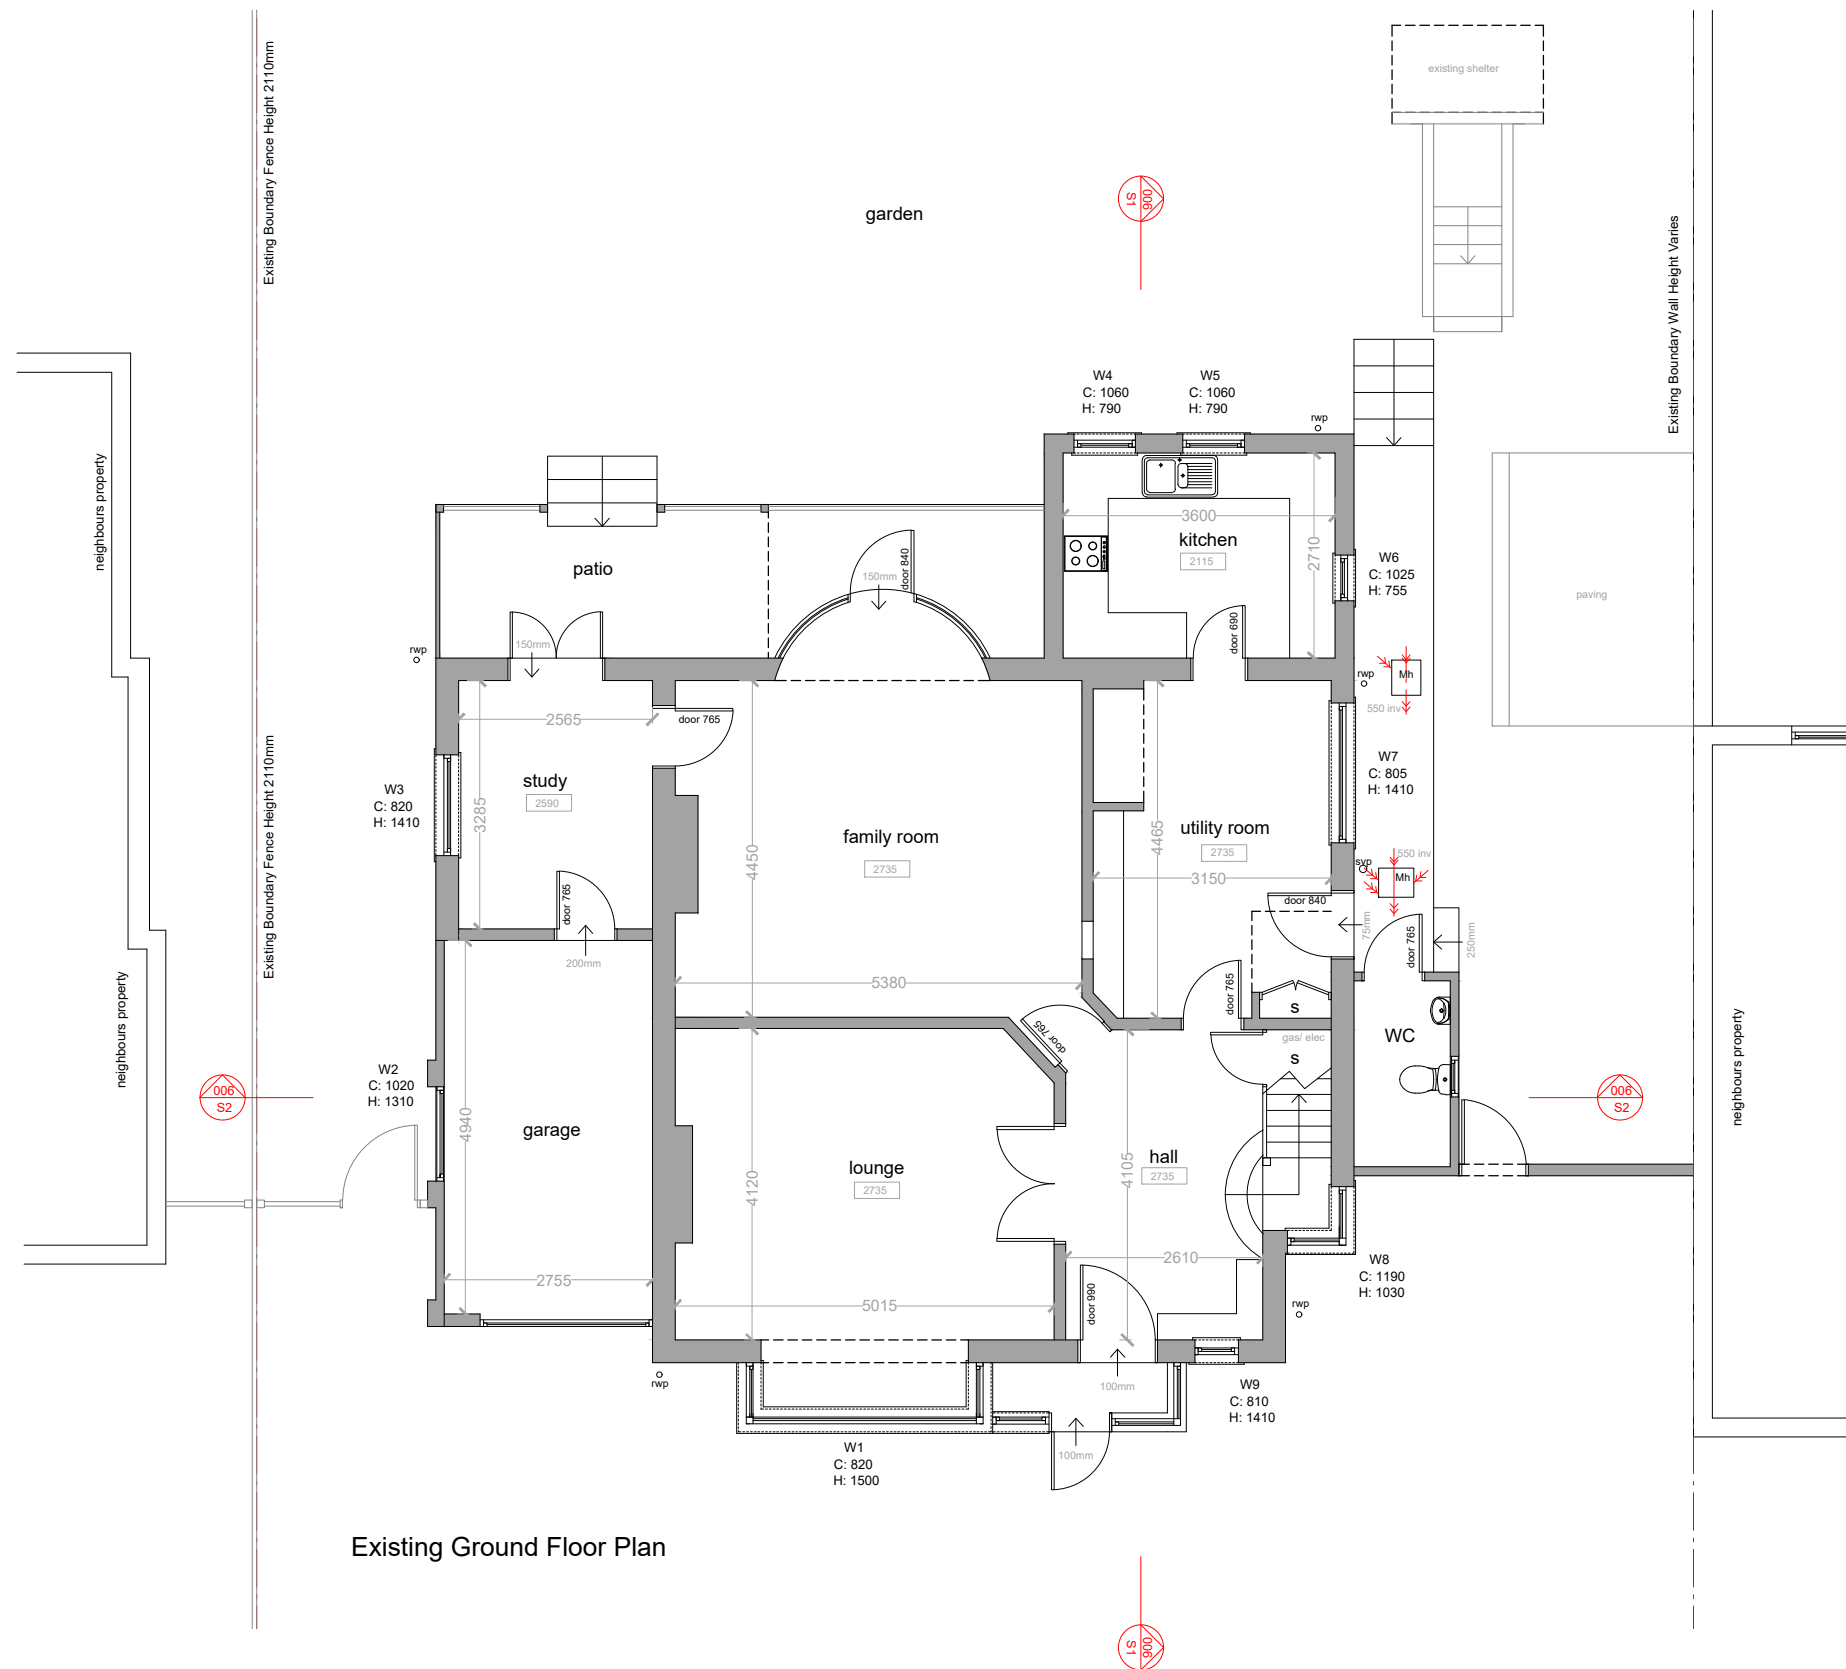 existing shelter
Existing Boundary Fence Height 2110mm
006
S1
garden
Existing Boundary Wall Height Varies
W4
C: 1060
H: 790
W5
C: 1060
H: 790
rwp
neighbours property
3600
kitchen
2115
2710
W6
C: 1025
H: 755
paving
patio
150mm
door 840
150mm
door 690
rwp
rwp
Mh
550 inv
2565
door 765
study
2590
3285
W3
C: 820
H: 1410
Existing Boundary Fence Height 2110mm
4450
family room
2735
5380
4465
utility room
2735
3150
W7
C: 805
H: 1410
svp
550 inv
Mh
door 840
75mm
door 765
250mm
door 765
200mm
door 765
s
gas/ elec
s
door 765
WC
neighbours property
neighbours property
W2
C: 1020
H: 1310
006
S2
006
S2
4940
garage
2755
4120
lounge
2735
5015
4105
hall
2735
2610
door 990
W8
C: 1190
H: 1030
rwp
rwp
100mm
100mm
W9
C: 810
H: 1410
W1
C: 820
H: 1500
Existing Ground Floor Plan
006
S1